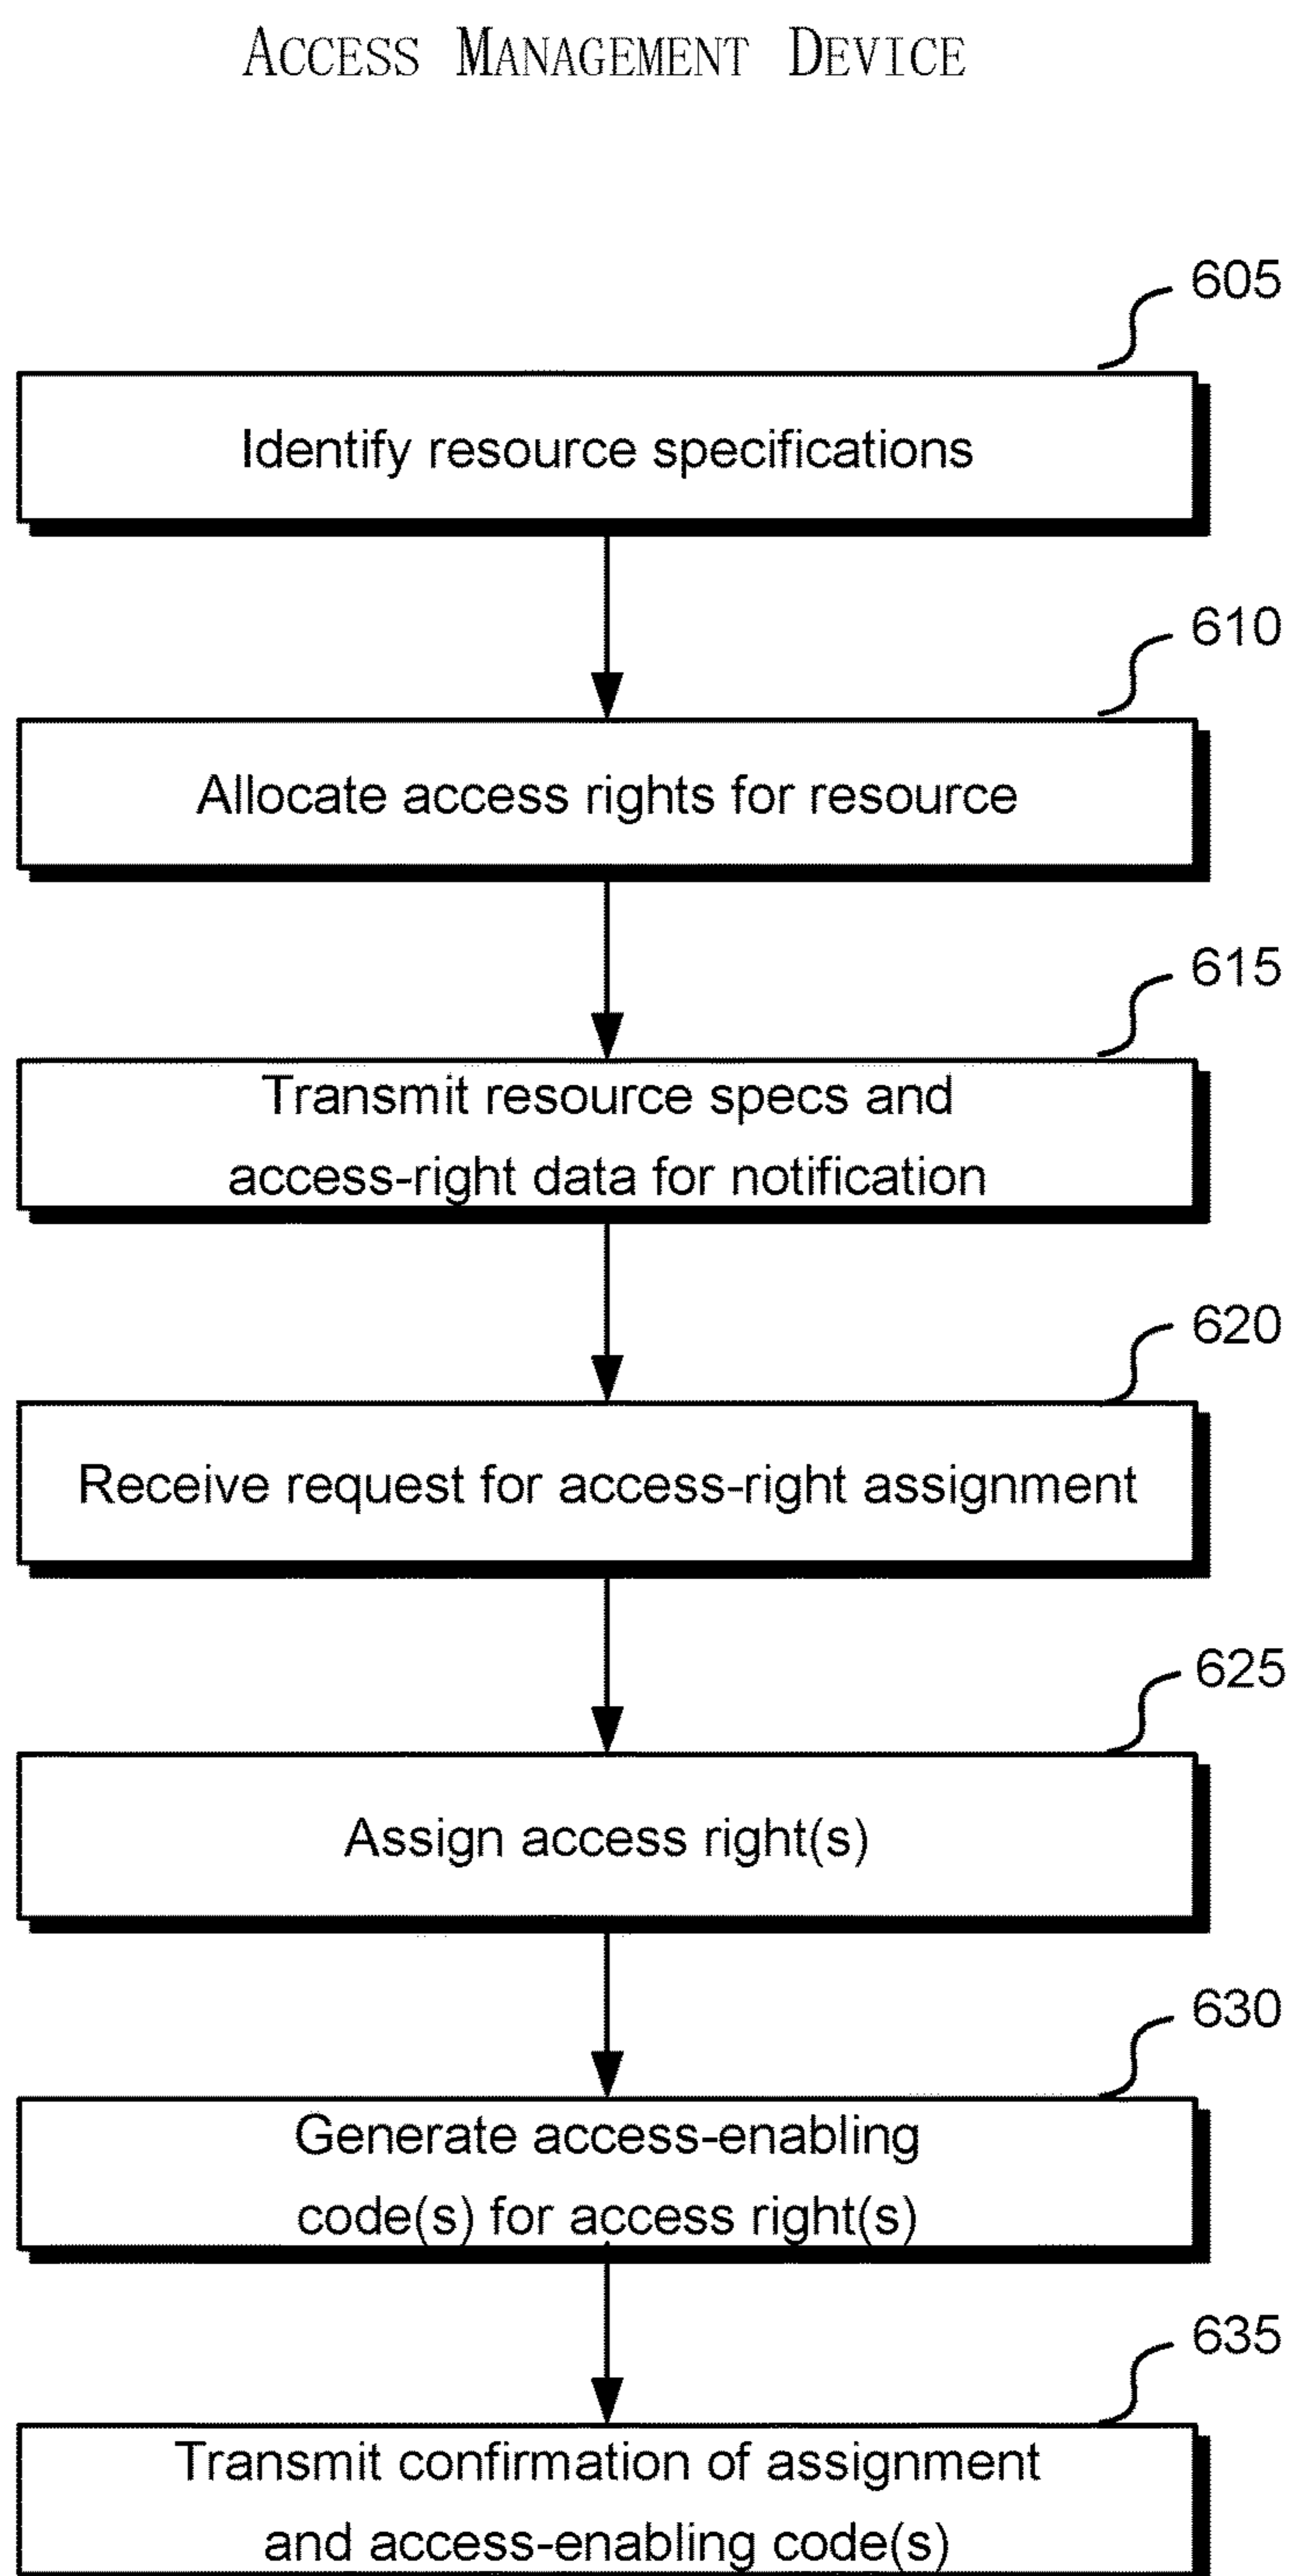 ACCESS MANAGEMENT DEVICE
605
Identify resource specifications
610
Allocate access rights for resource
615
Transmit resource specs and
access-right data for notification
620
Receive request for access-right assignment
625
Assign access right(s)
630
Generate access-enabling
code(s) for access right(s)
635
Transmit confirmation of assignment
and access-enabling code(s)